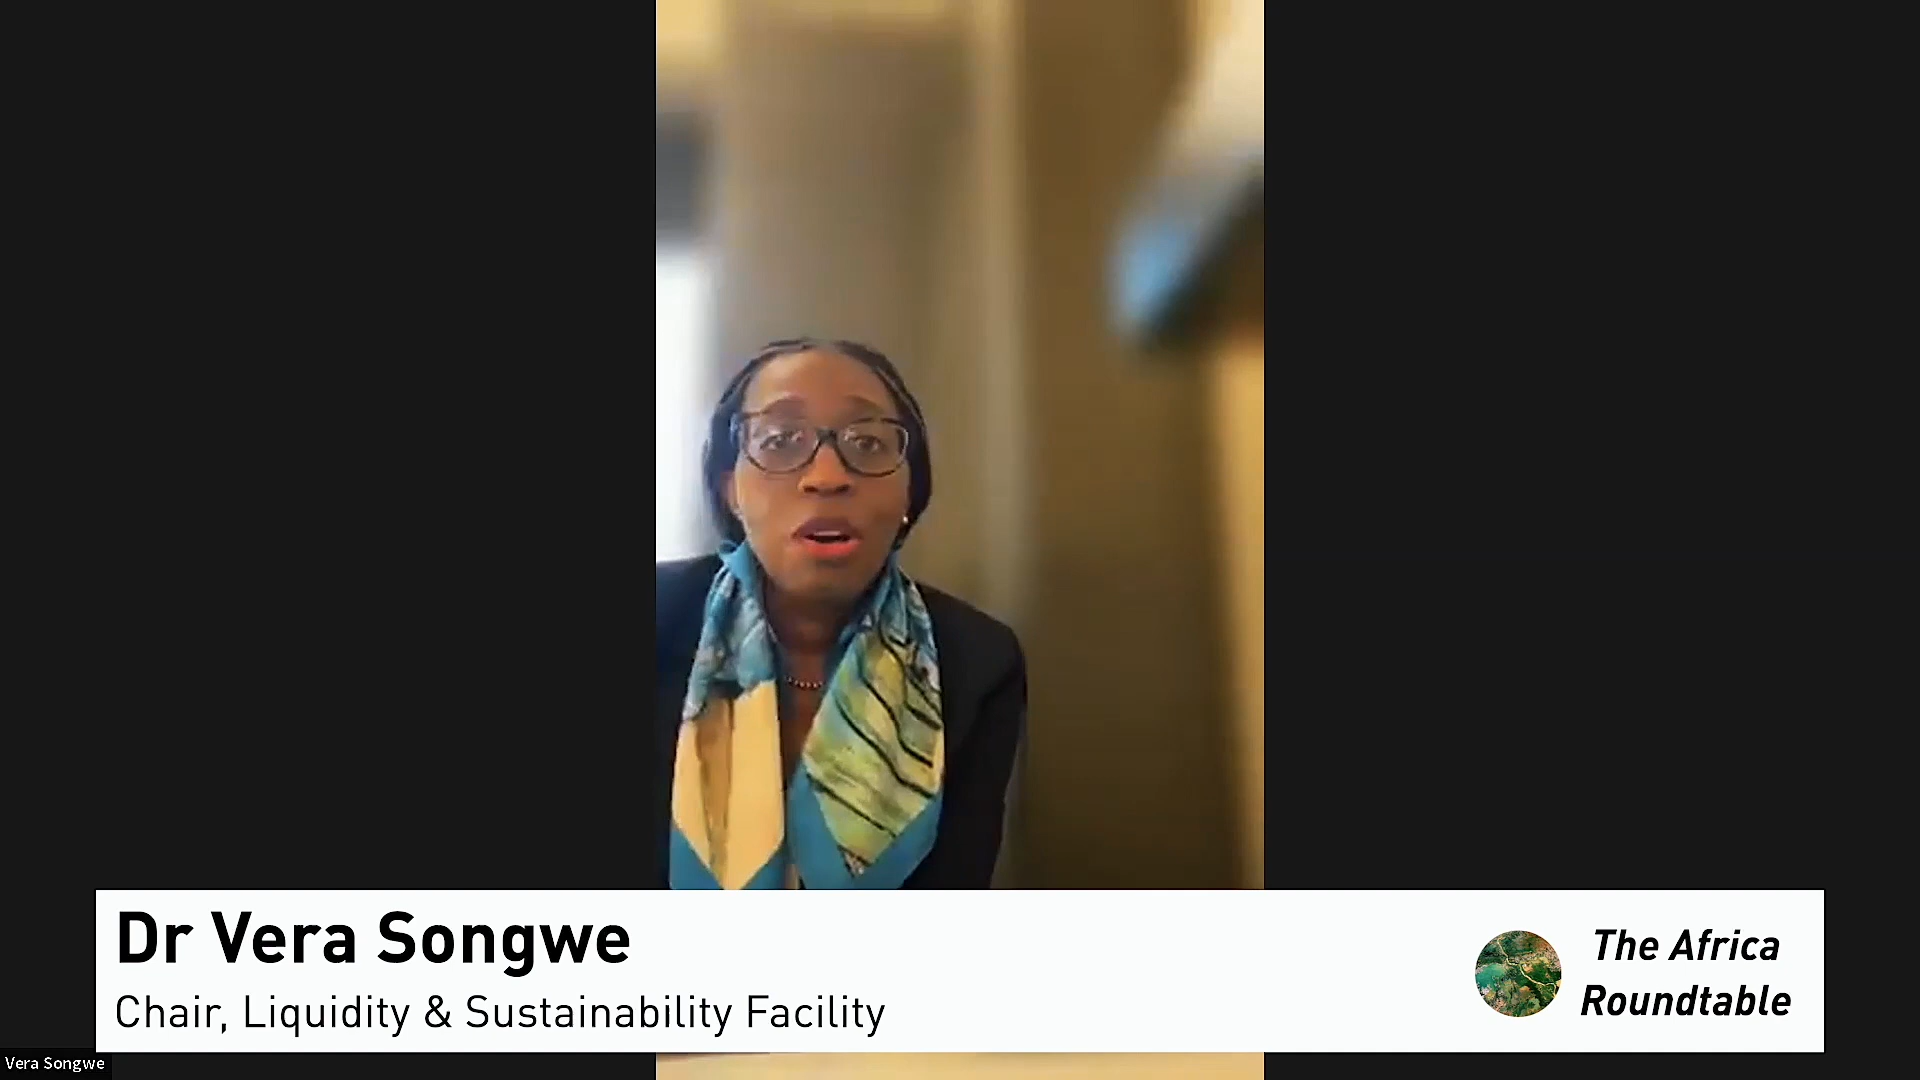 Dr Vera Songwe
Chair, Liquidity & Sustainability Facility
The Africa
Roundtable
Vera Songwe